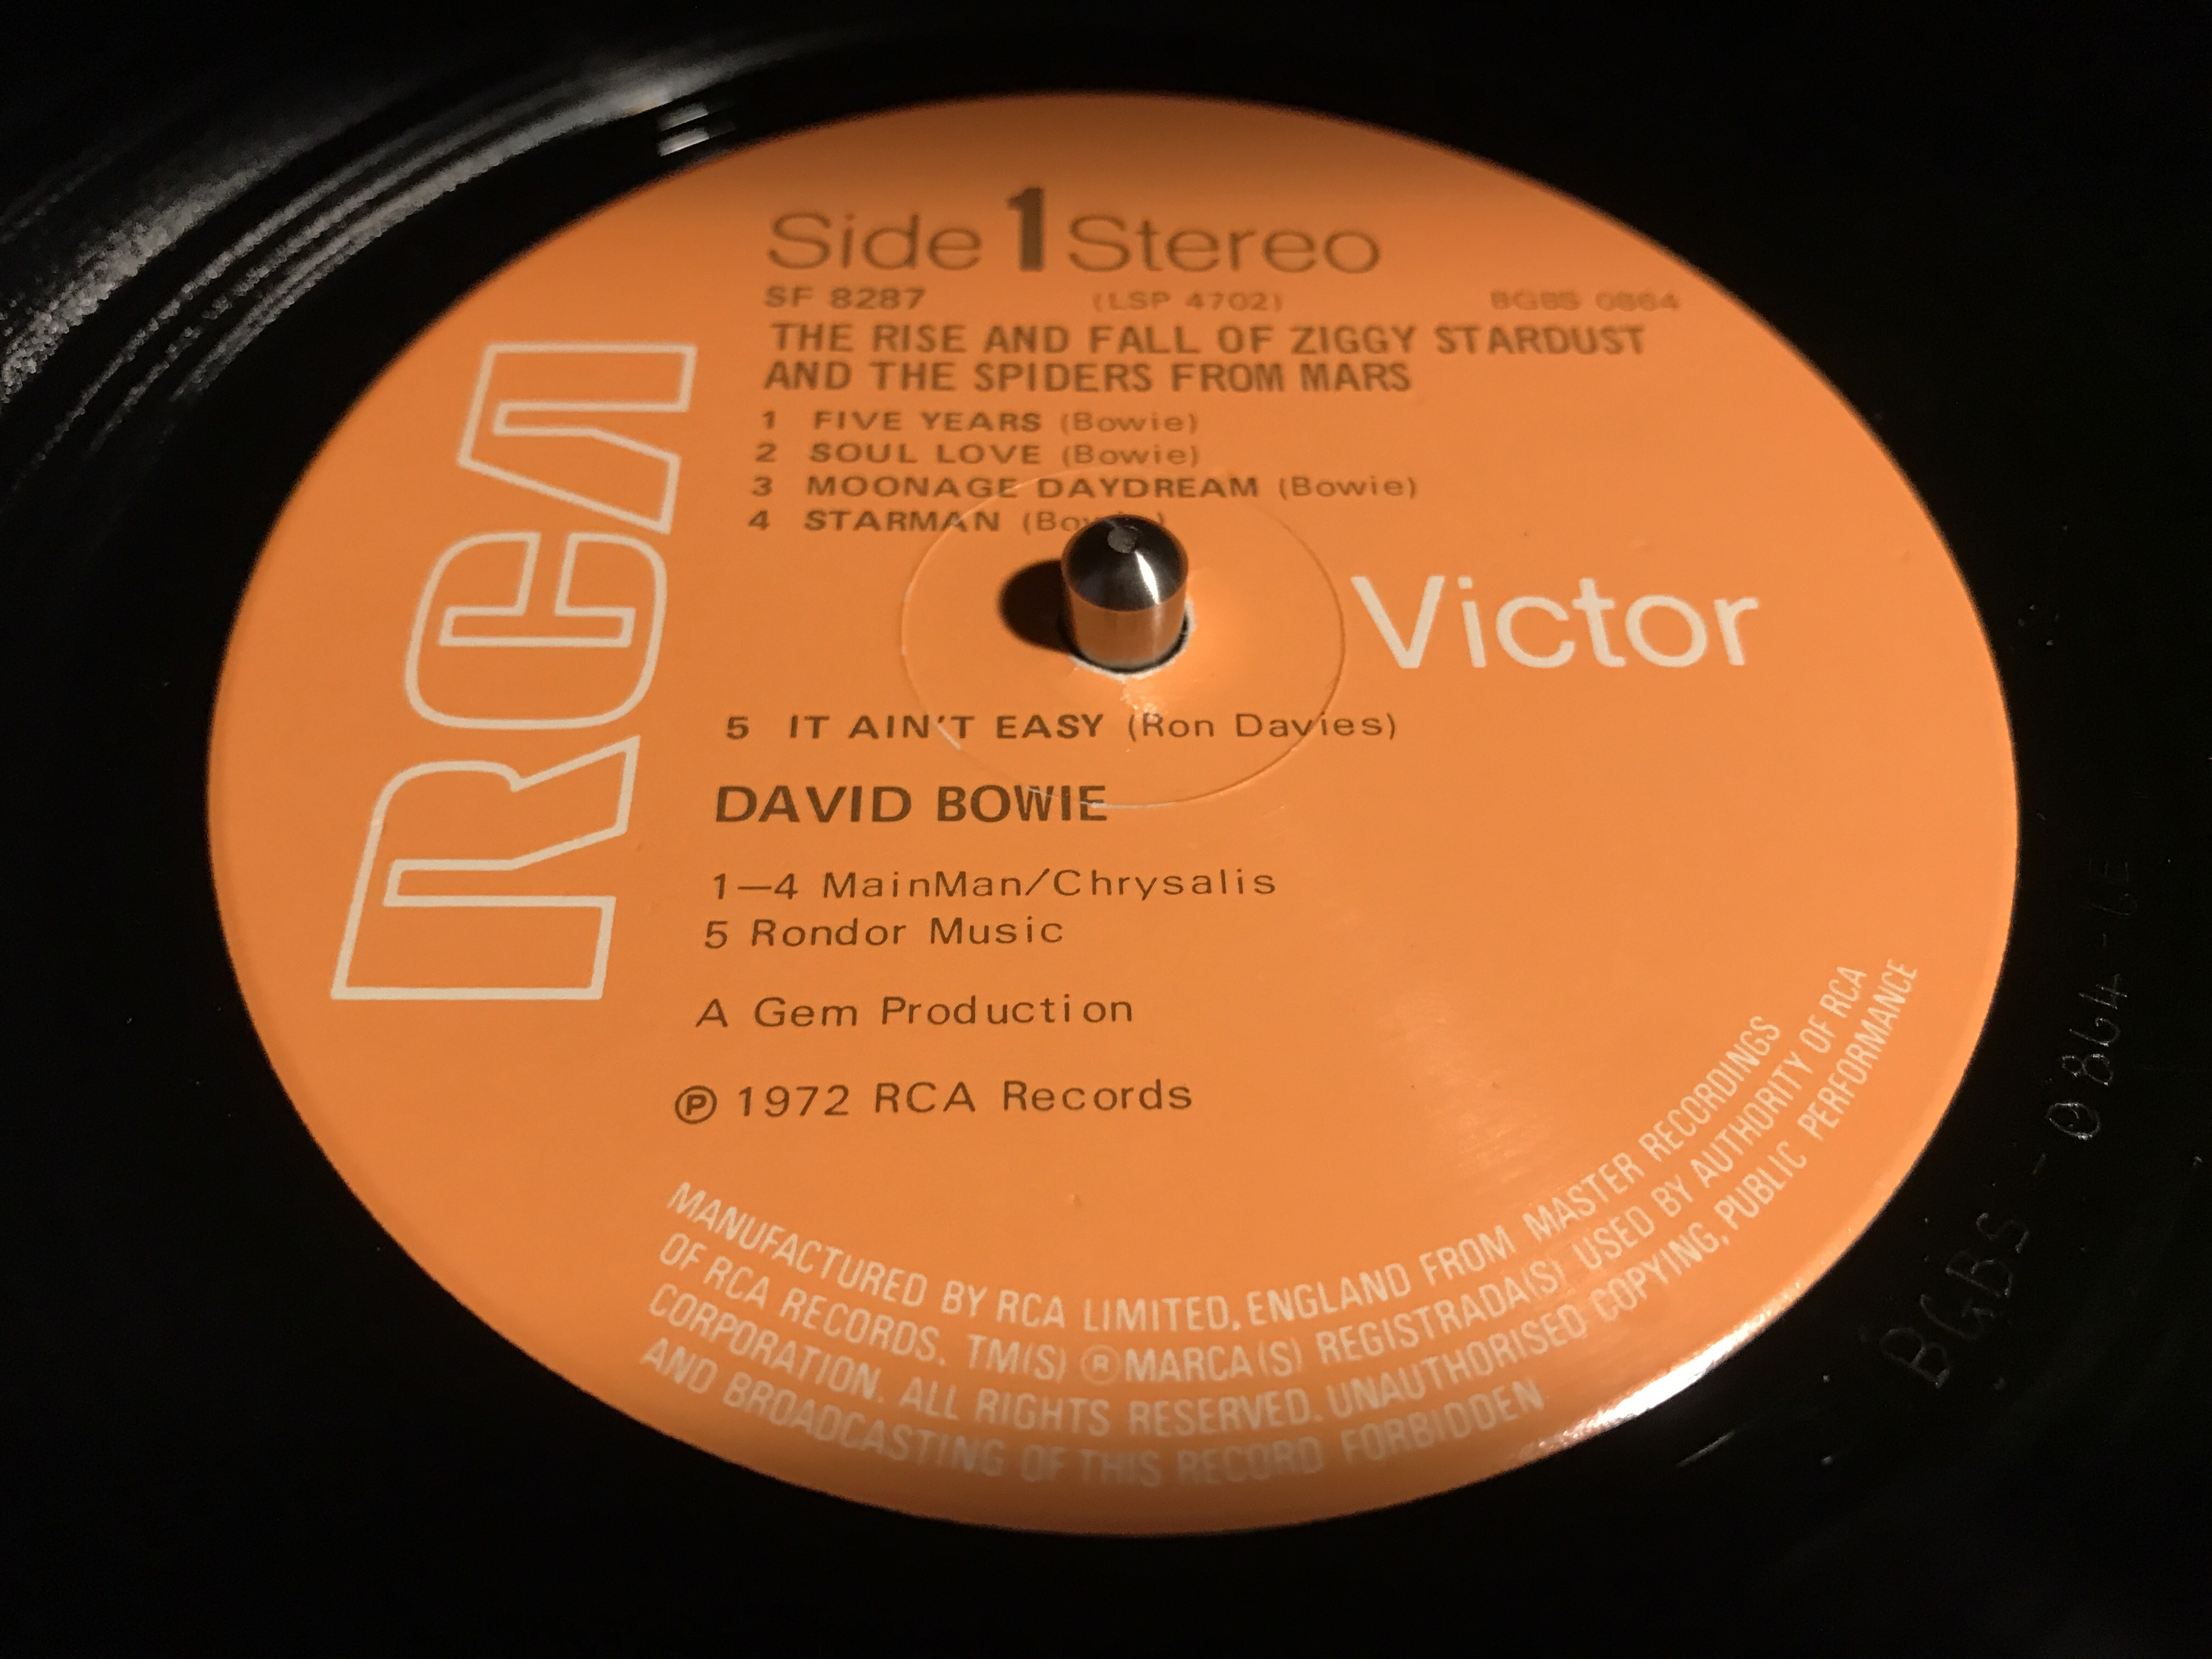 Side 1 Stereo
SF 8287 (LSP 4702) BGBS 0864
THE RISE AND FALL OF ZIGGY STARDUST
AND THE SPIDERS FROM MARS
1 FIVE YEARS (Bowie)
2 SOUL LOVE (Bowie)
3 MOONAGE DAYDREAM (Bowie)
4 STARMAN
RCA
Victor
5 IT AIN'T EASY (Ron Davies)
DAVID BOWIE
1—4 MainMan/Chrysalis
5 Rondor Music
A Gem Production
℗ 1972 RCA Records
MANUFACTURED BY RCA LIMITED, ENGLAND FROM MASTER RECORDINGS
OF RCA RECORDS. TM(S) ® MARCA(S) REGISTRADA(S) USED BY AUTHORITY OF RCA
CORPORATION. ALL RIGHTS RESERVED. UNAUTHORISED COPYING, PUBLIC PERFORMANCE
AND BROADCASTING OF THIS RECORD FORBIDDEN
BGBS-0864-